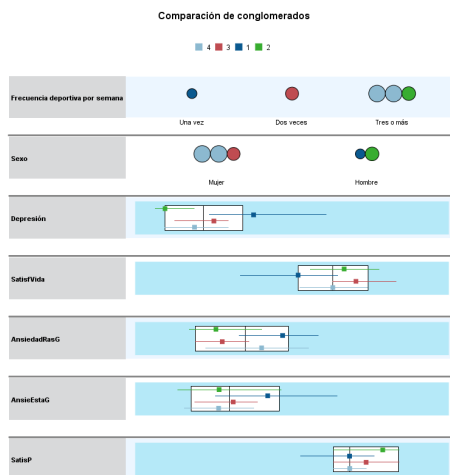 Comparación de conglomerados
4 3 1 2
Frecuencia deportiva por semana
Una vez Dos veces Tres o más
Sexo
Mujer Hombre
Depresión
SatisfVida
AnsiedadRasG
AnsieEstaG
SatisP